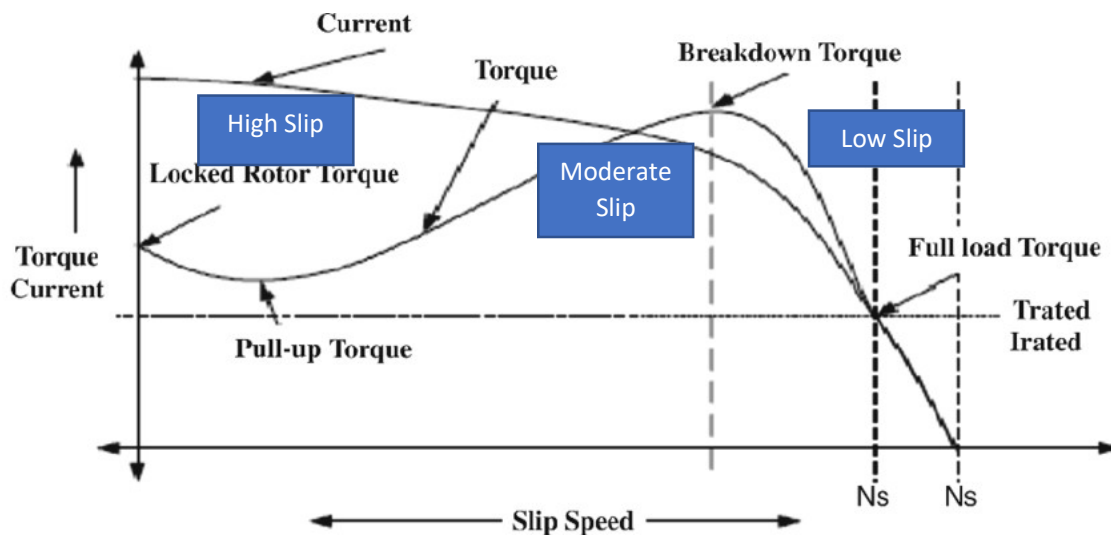 Current
Breakdown Torque
Torque
High Slip
Low Slip
Moderate
Slip
Locked Rotor Torque
Full load Torque
Torque
Current
Trated
Irated
Pull-up Torque
Ns
Ns
Slip Speed